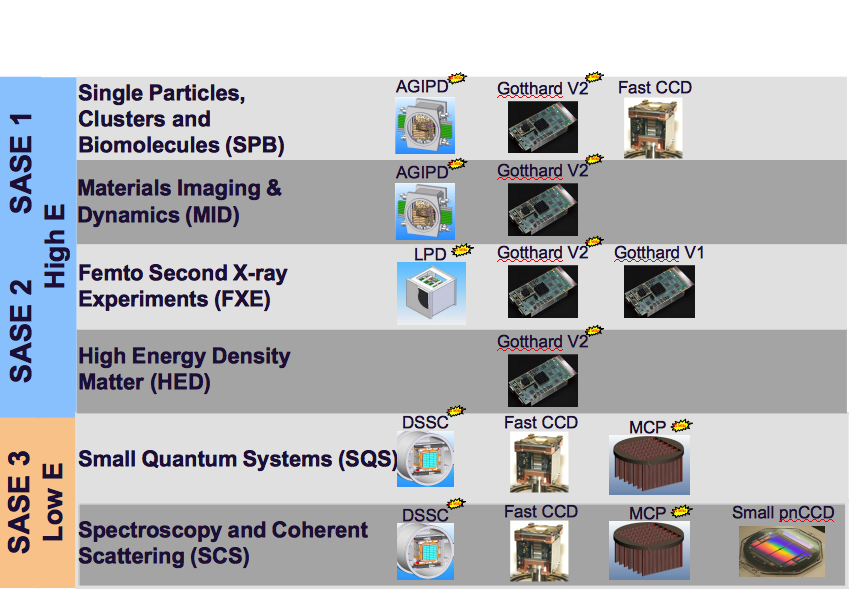 SASE 1
SASE 2
High E
SASE 3
Low E
Single Particles,
Clusters and
Biomolecules (SPB)
AGIPD
Gotthard V2
Fast CCD
Materials Imaging &
Dynamics (MID)
AGIPD
Gotthard V2
Femto Second X-ray
Experiments (FXE)
LPD
Gotthard V2
Gotthard V1
High Energy Density
Matter (HED)
Gotthard V2
Small Quantum Systems (SQS)
DSSC
Fast CCD
MCP
Spectroscopy and Coherent
Scattering (SCS)
DSSC
Fast CCD
MCP
Small pnCCD